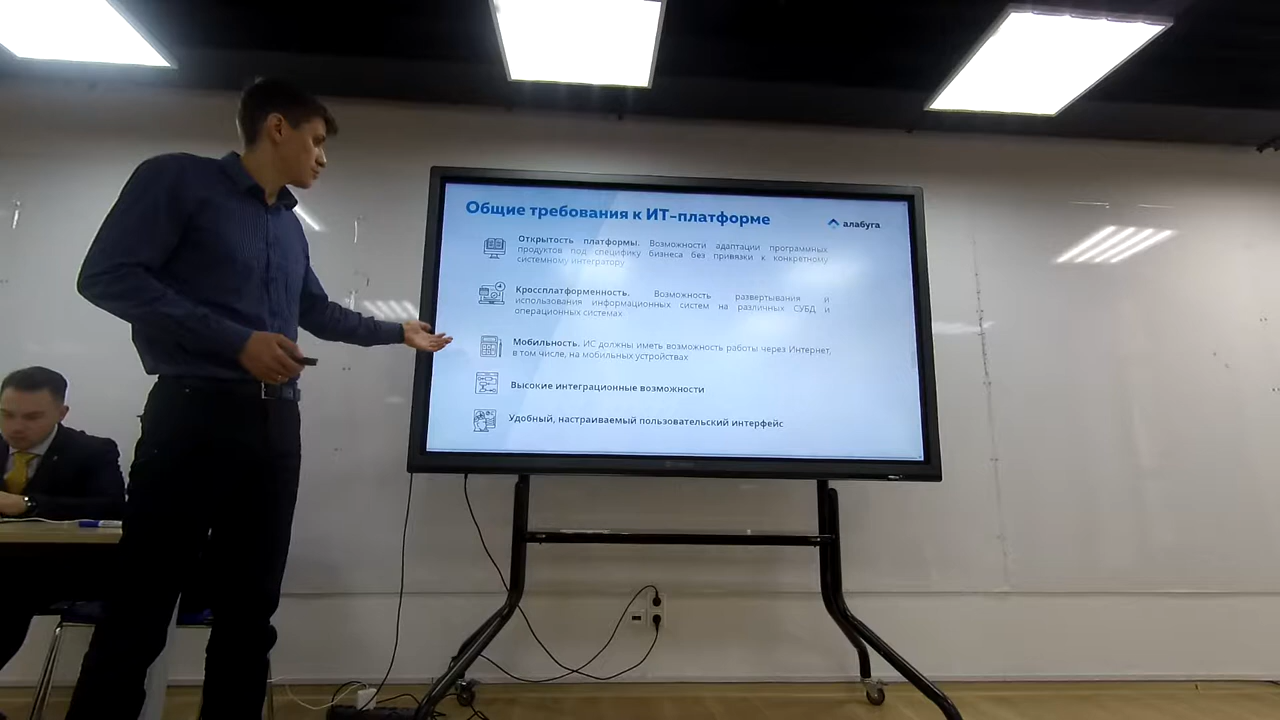 Общие требования к ИТ-платформе
алабуга
Открытость платформы. Возможности адаптации программных
продуктов под специфику бизнеса без привязки к конкретному
системному интегратору
Кроссплатформенность. Возможность развертывания и
использования информационных систем на различных СУБД и
операционных системах
Мобильность. ИС должны иметь возможность работы через Интернет,
в том числе, на мобильных устройствах
Высокие интеграционные возможности
Удобный, настраиваемый пользовательский интерфейс